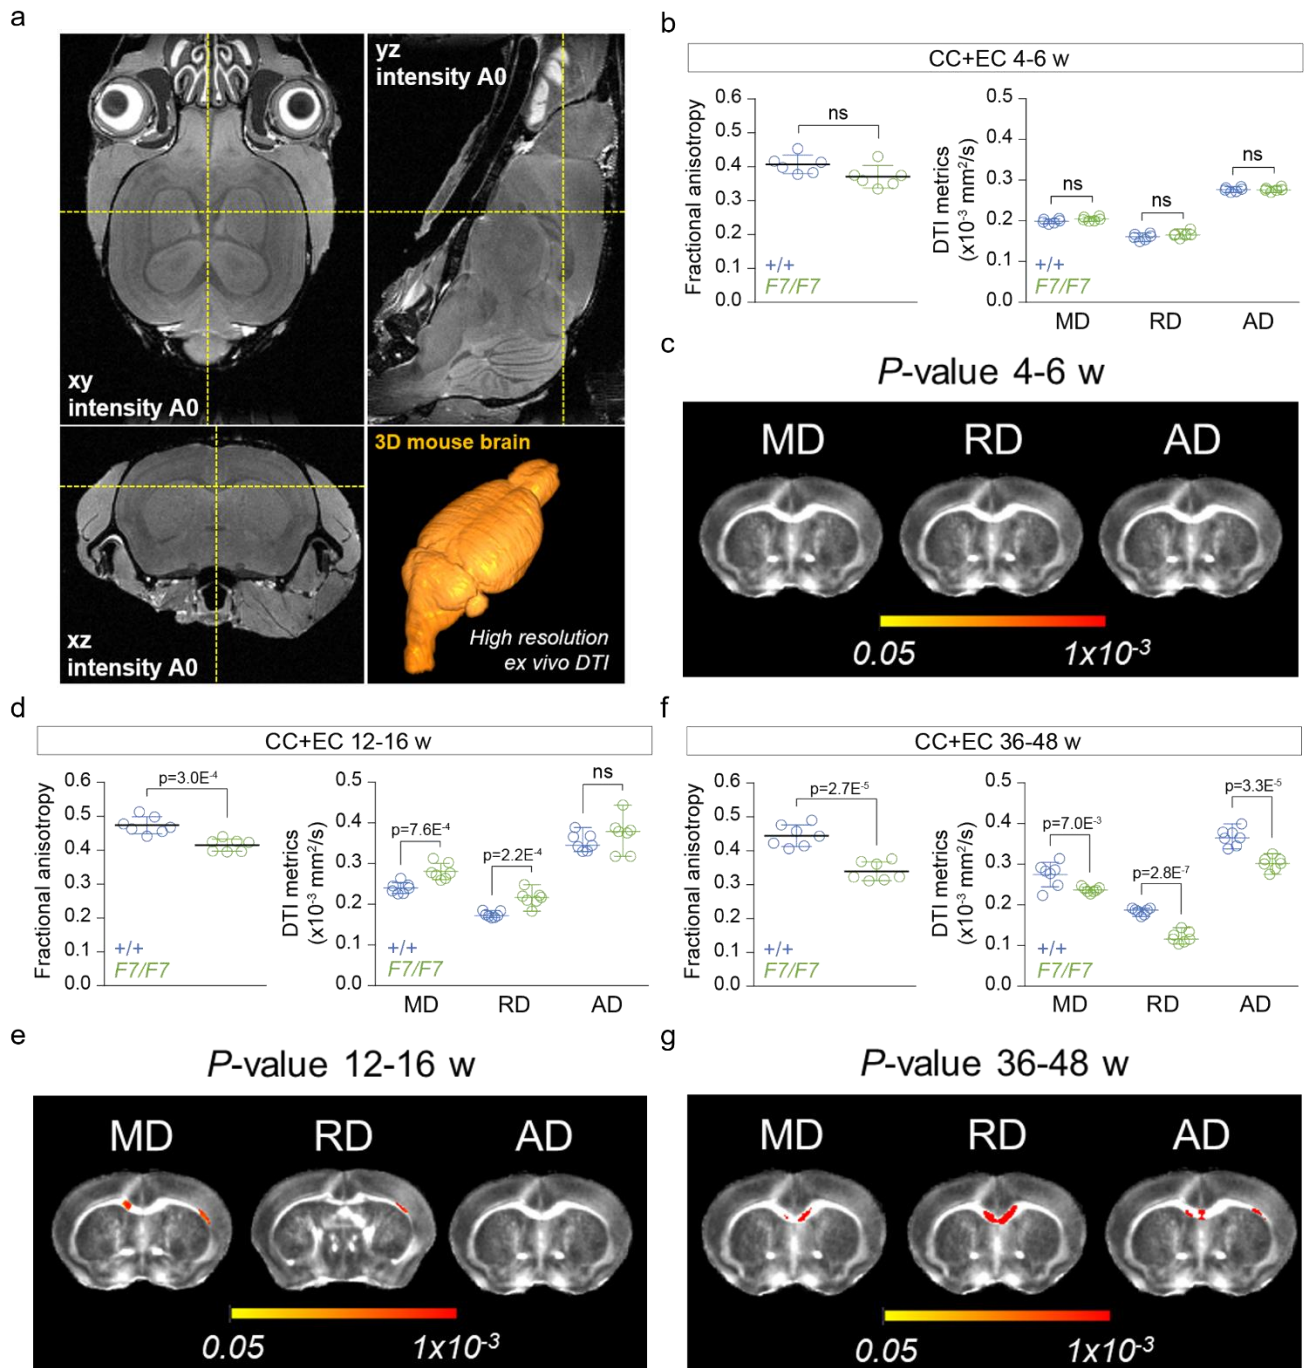 a
yz
intensity A0
xy
intensity A0
xz
intensity A0
3D mouse brain
High resolution
ex vivo DTI
b
CC+EC 4-6 w
Fractional anisotropy
0.6
0.5
0.4
0.3
0.2
0.1
0.0
ns
+/+
F7/F7
DTI metrics
(x10⁻³ mm²/s)
0.5
0.4
0.3
0.2
0.1
0.0
ns
ns
ns
+/+
F7/F7
MD RD AD
c
P-value 4-6 w
MD RD AD
0.05 1x10⁻³
d
CC+EC 12-16 w
Fractional anisotropy
0.6
0.5
0.4
0.3
0.2
0.1
0.0
p=3.0E⁻⁴
+/+
F7/F7
DTI metrics
(x10⁻³ mm²/s)
0.5
0.4
0.3
0.2
0.1
0.0
p=7.6E⁻⁴
p=2.2E⁻⁴
ns
+/+
F7/F7
MD RD AD
e
P-value 12-16 w
MD RD AD
0.05 1x10⁻³
f
CC+EC 36-48 w
Fractional anisotropy
0.6
0.5
0.4
0.3
0.2
0.1
0.0
p=2.7E⁻⁵
+/+
F7/F7
DTI metrics
(x10⁻³ mm²/s)
0.5
0.4
0.3
0.2
0.1
0.0
p=7.0E⁻³
p=2.8E⁻⁷
p=3.3E⁻⁵
+/+
F7/F7
MD RD AD
g
P-value 36-48 w
MD RD AD
0.05 1x10⁻³